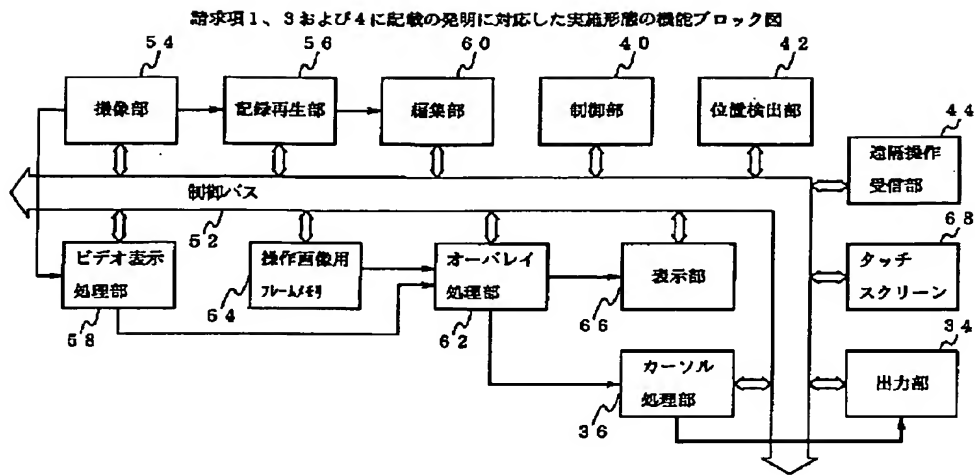 請求項１、３および４に記載の発明に対応した実施形態の機能ブロック図
５４
５６
６０
４０
４２
撮像部
記録再生部
編集部
制御部
位置検出部
４４
遠隔操作
受信部
制御バス
５２
６８
ビデオ表示
処理部
操作画像用
フレームメモリ
オーバレイ
処理部
表示部
タッチ
スクリーン
５８
６４
６２
６６
３４
カーソル
処理部
出力部
３６